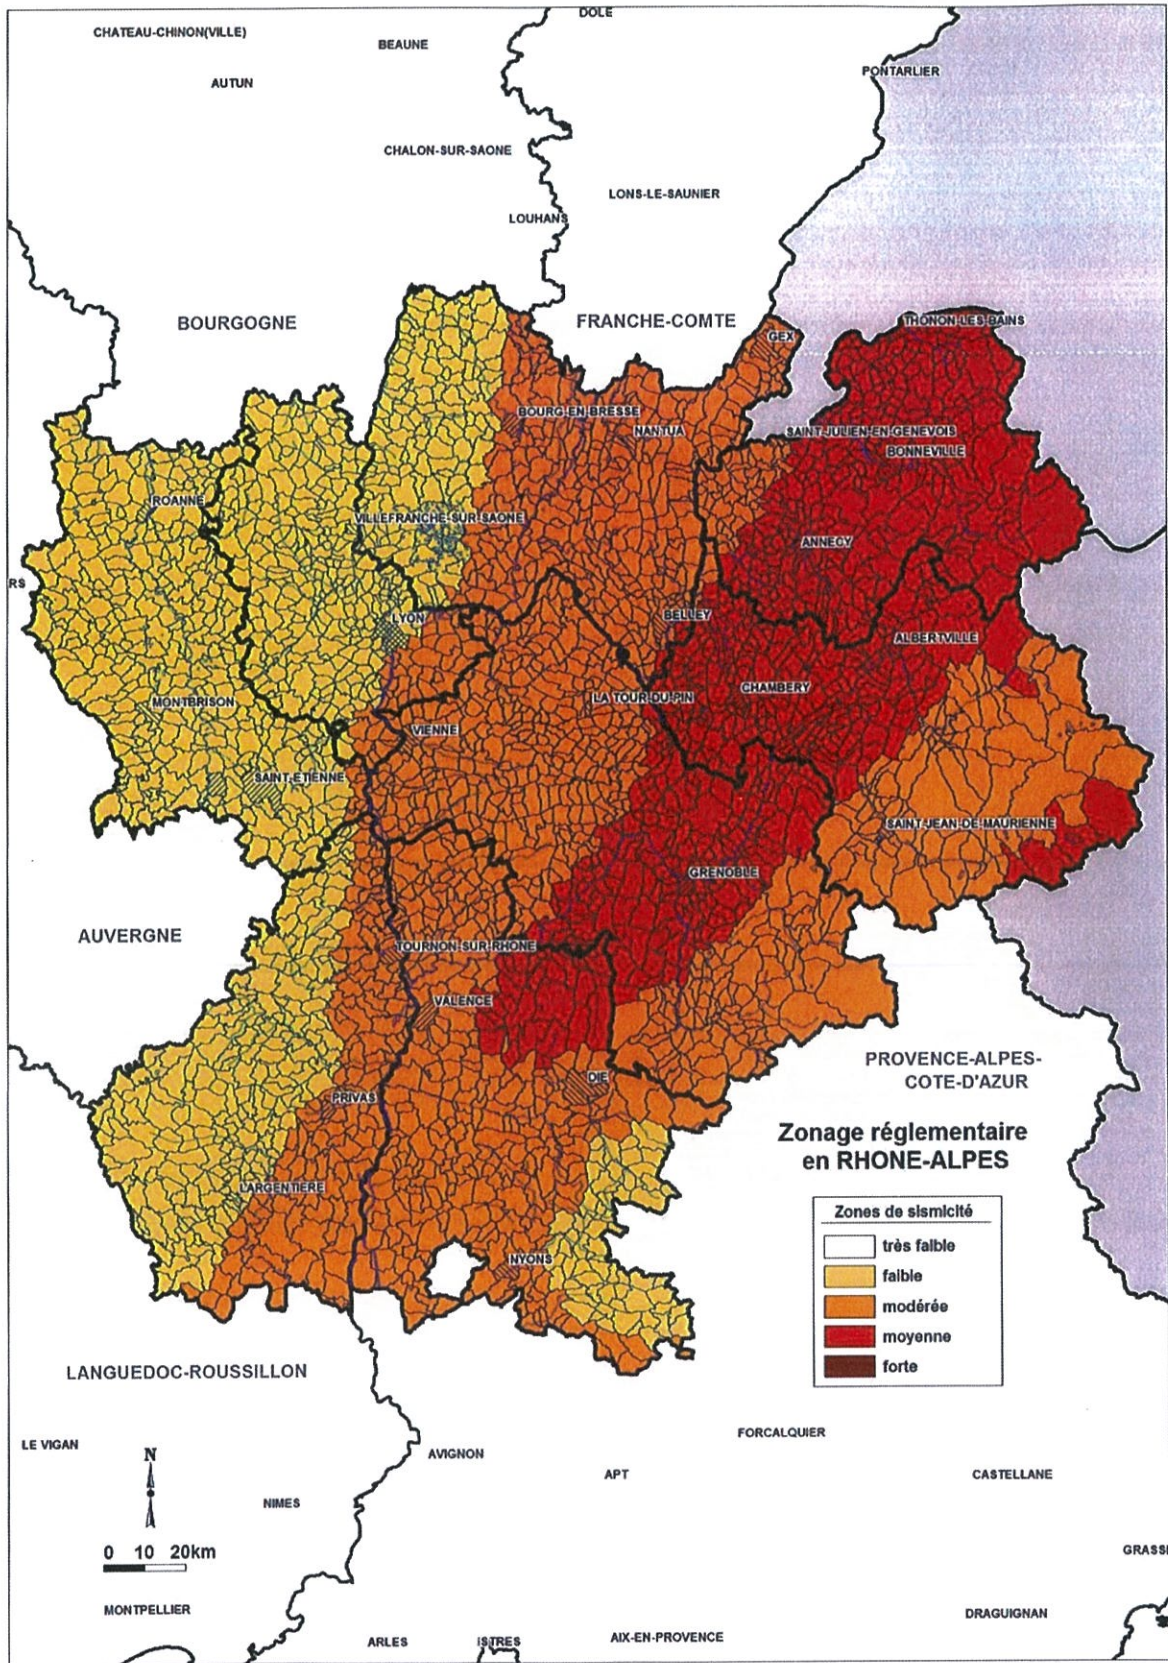 DOLE
CHATEAU-CHINON(VILLE)
BEAUNE
PONTARLIER
AUTUN
CHALON-SUR-SAONE
LONS-LE-SAUNIER
LOUHANS
BOURGOGNE
FRANCHE-COMTE
THONON-LES-BAINS
GEX
BOURG-EN-BRESSE
NANTUA
SAINT-JULIEN-EN-GENEVOIS
BONNEVILLE
ROANNE
VILLEFRANCHE-SUR-SAONE
ANNECY
RS
LYON
BELLEY
ALBERTVILLE
CHAMBERY
LA TOUR-DU-PIN
MONTBRISON
VIENNE
SAINT-ETIENNE
SAINT-JEAN-DE-MAURIENNE
GRENOBLE
AUVERGNE
TOURNON-SUR-RHONE
VALENCE
PROVENCE-ALPES-
COTE-D'AZUR
DIE
PRIVAS
Zonage réglementaire
en RHONE-ALPES
LARGENTIERE
Zones de sismicité
très faible
faible
modérée
moyenne
forte
NYONS
LANGUEDOC-ROUSSILLON
LE VIGAN
AVIGNON
FORCALQUIER
APT
CASTELLANE
N
NIMES
0 10 20km
GRASS
MONTPELLIER
DRAGUIGNAN
ARLES
ISTRES
AIX-EN-PROVENCE